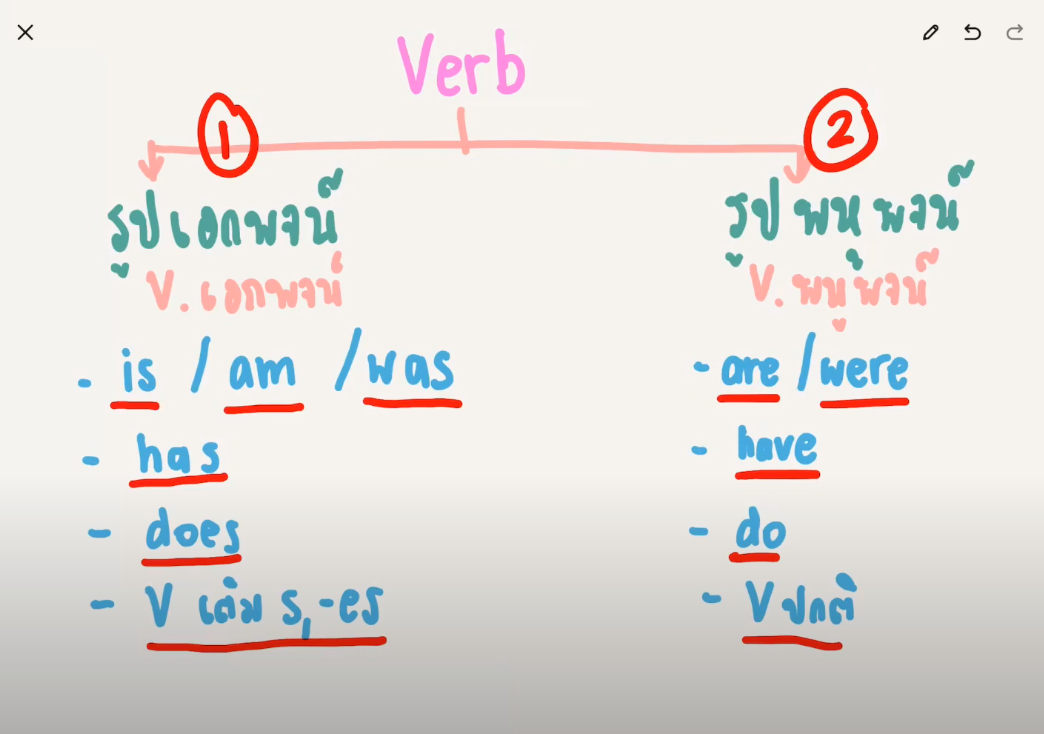 Verb
1
2
รูปเอกพจน์
รูปพหุพจน์
V. เอกพจน์
V. พหูพจน์
- is / am / was
- are / were
- has
- have
- does
- do
- V เติม s, -es
- V ปกติ